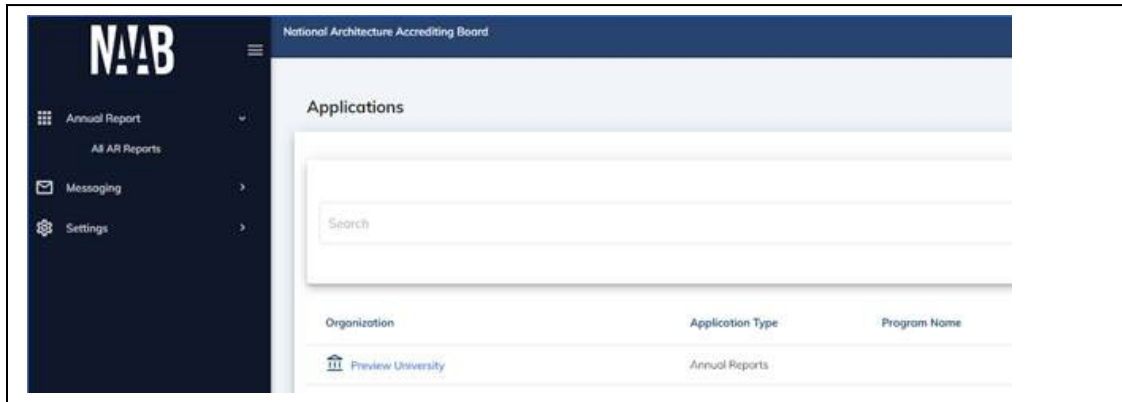 NAAB
National Architecture Accrediting Board
Annual Report
All AR Reports
Messaging
Settings
Applications
Search
Organization Application Type Program Name
Preview University Annual Reports